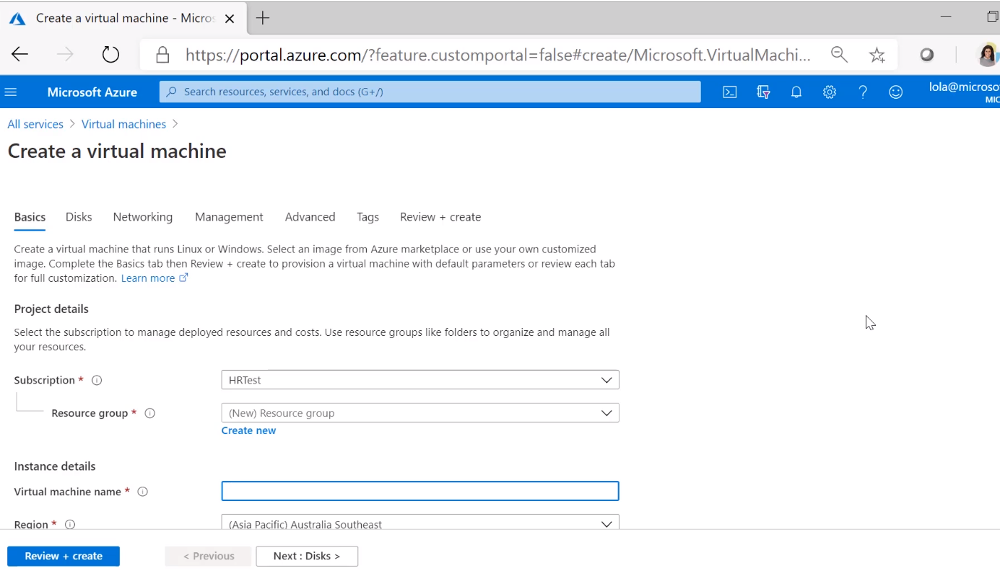 Create a virtual machine - Micros
https://portal.azure.com/?feature.customportal=false#create/Microsoft.VirtualMachi...
Microsoft Azure
Search resources, services, and docs (G+/)
lola@microsof
MIC
All services > Virtual machines >
Create a virtual machine
Basics Disks Networking Management Advanced Tags Review + create
Create a virtual machine that runs Linux or Windows. Select an image from Azure marketplace or use your own customized
image. Complete the Basics tab then Review + create to provision a virtual machine with default parameters or review each tab
for full customization. Learn more
Project details
Select the subscription to manage deployed resources and costs. Use resource groups like folders to organize and manage all
your resources.
Subscription * HRTest
Resource group * (New) Resource group
Create new
Instance details
Virtual machine name *
Region * (Asia Pacific) Australia Southeast
Review + create < Previous Next : Disks >